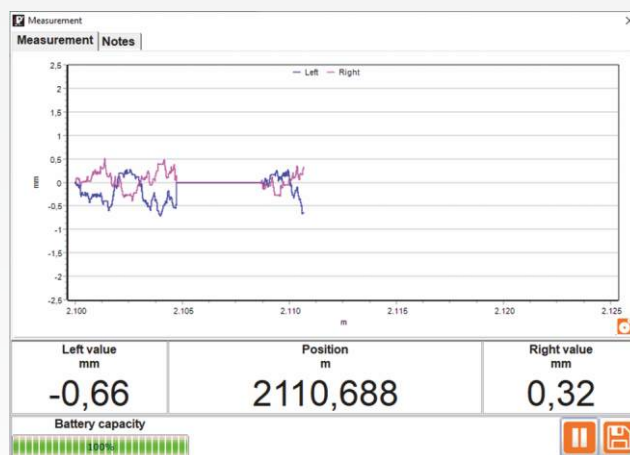 Measurement
Measurement Notes
Left Right
2,5
2
1,5
1
0,5
0
-0,5
-1
-1,5
-2
-2,5
mm
2.100 2.105 2.110 2.115 2.120 2.125
m
Left value
mm
-0,66
Position
m
2110,688
Right value
mm
0,32
Battery capacity
100%